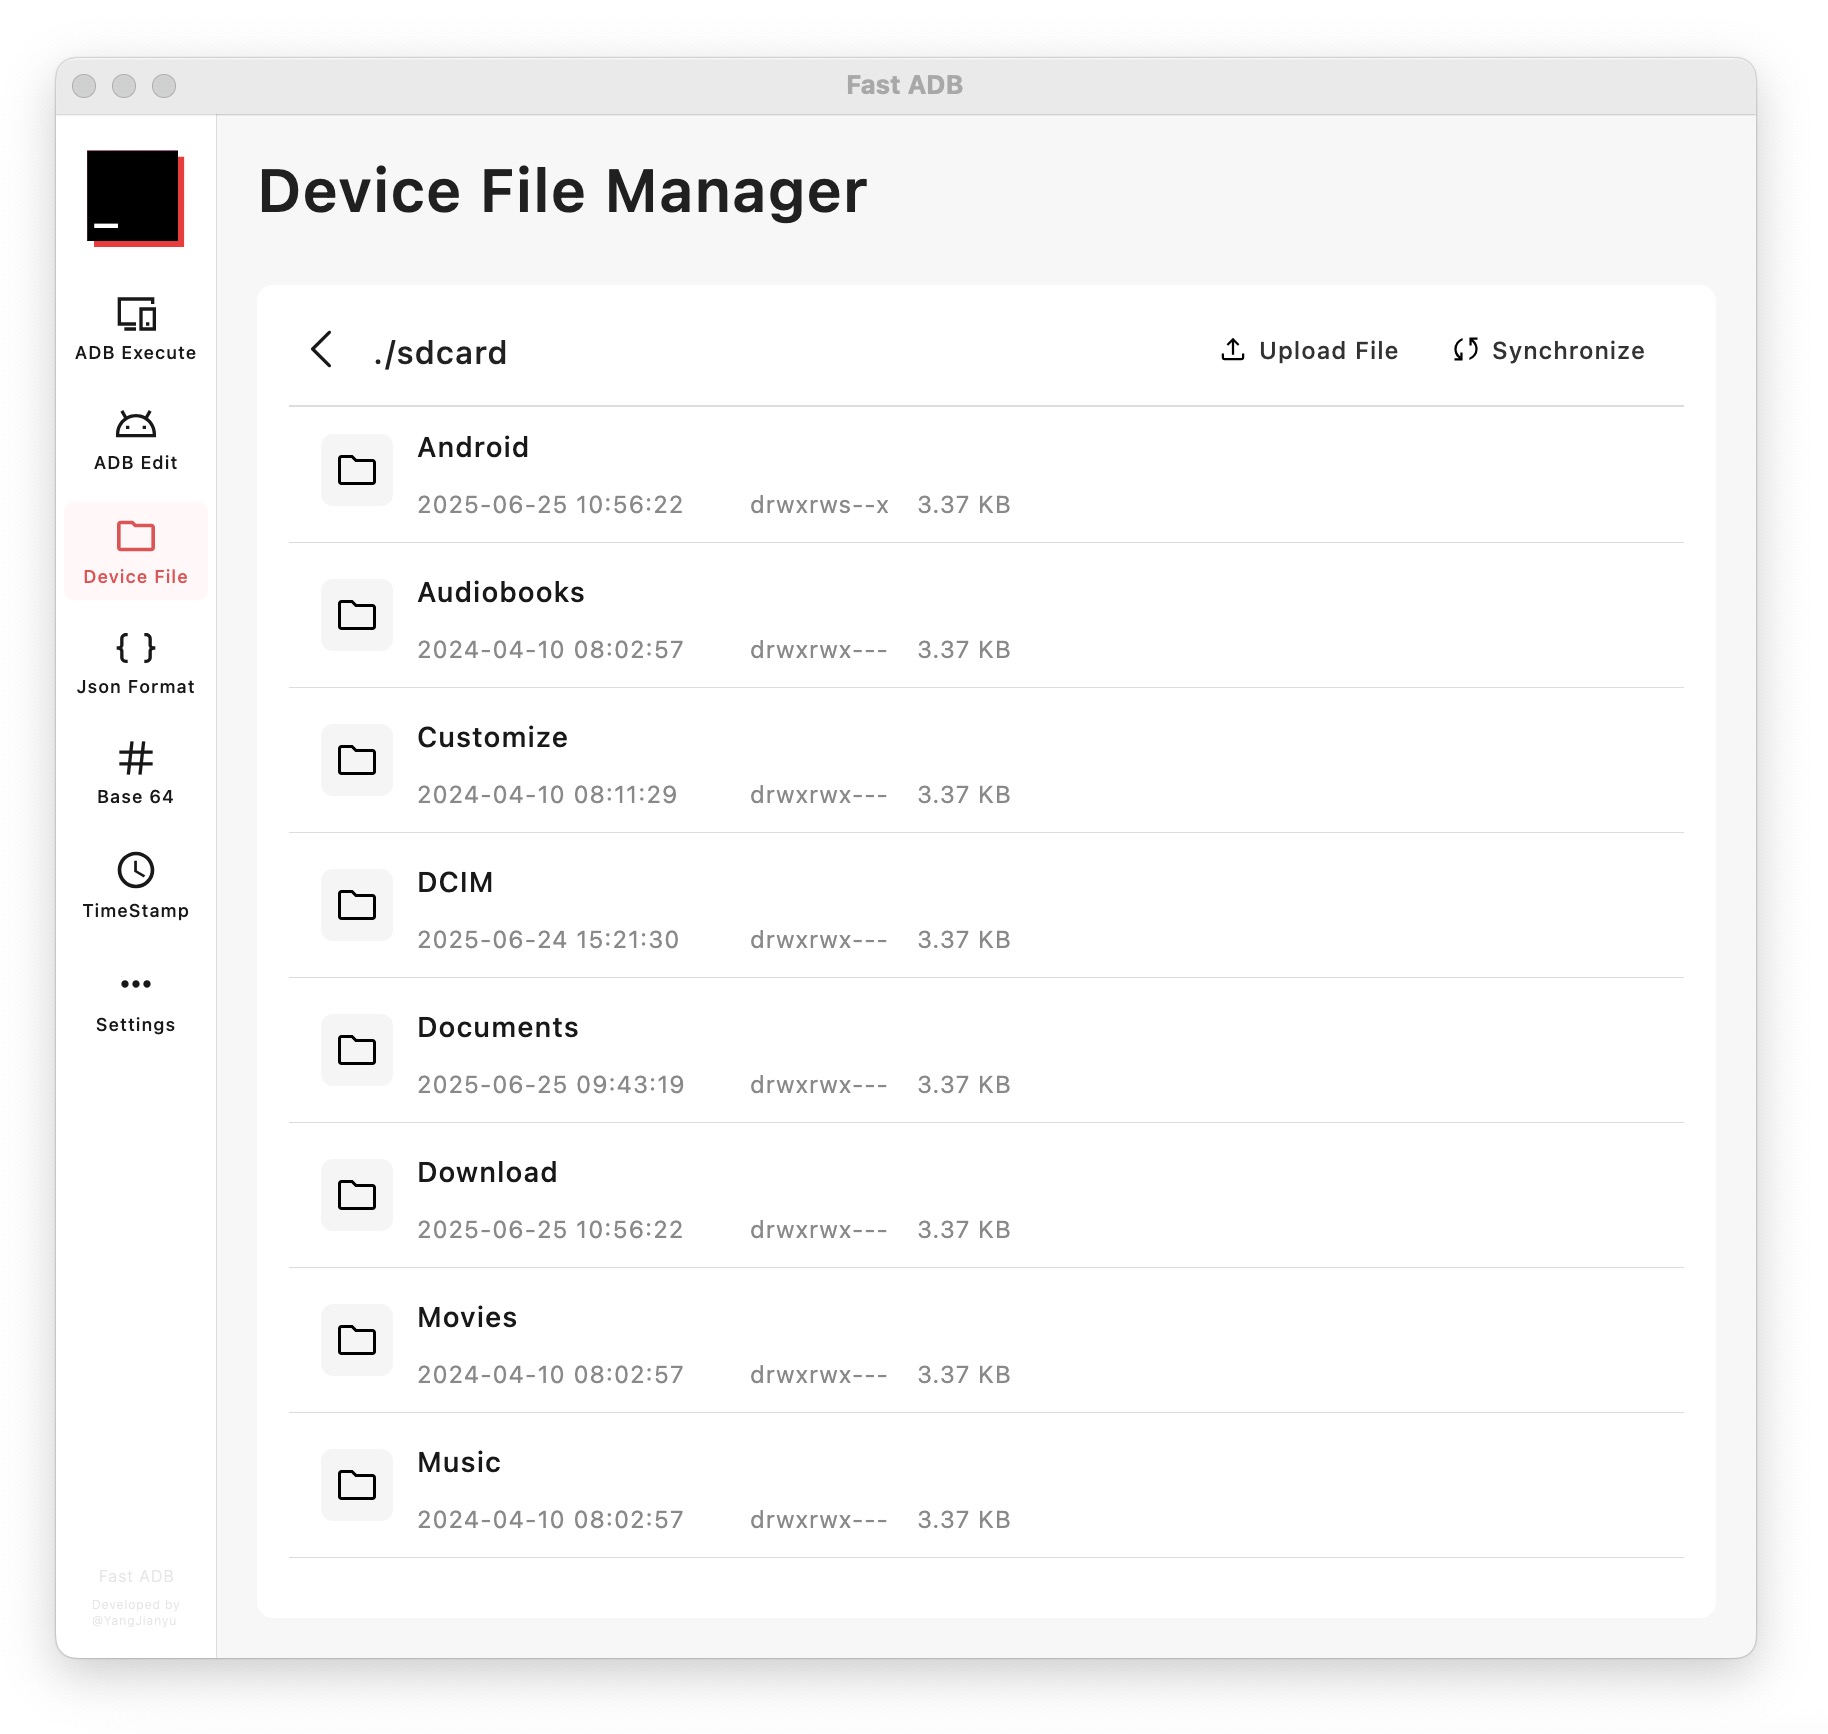 Fast ADB
Device File Manager
ADB Execute
ADB Edit
Device File
Json Format
Base 64
TimeStamp
Settings
Fast ADB
Developed by
@YangJianyu
./sdcard
Upload File
Synchronize
Android
2025-06-25 10:56:22 drwxrws--x 3.37 KB
Audiobooks
2024-04-10 08:02:57 drwxrwx--- 3.37 KB
Customize
2024-04-10 08:11:29 drwxrwx--- 3.37 KB
DCIM
2025-06-24 15:21:30 drwxrwx--- 3.37 KB
Documents
2025-06-25 09:43:19 drwxrwx--- 3.37 KB
Download
2025-06-25 10:56:22 drwxrwx--- 3.37 KB
Movies
2024-04-10 08:02:57 drwxrwx--- 3.37 KB
Music
2024-04-10 08:02:57 drwxrwx--- 3.37 KB